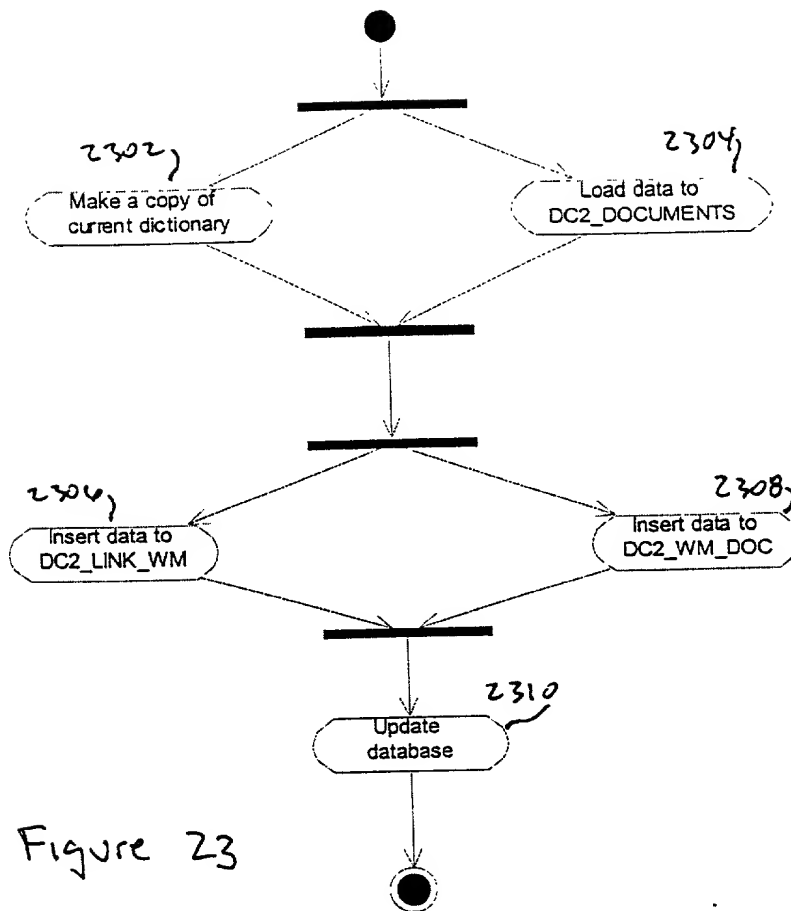 2302
2304
Make a copy of
current dictionary
Load data to
DC2_DOCUMENTS
2306
2308
Insert data to
DC2_LINK_WM
Insert data to
DC2_WM_DOC
2310
Update
database
Figure 23